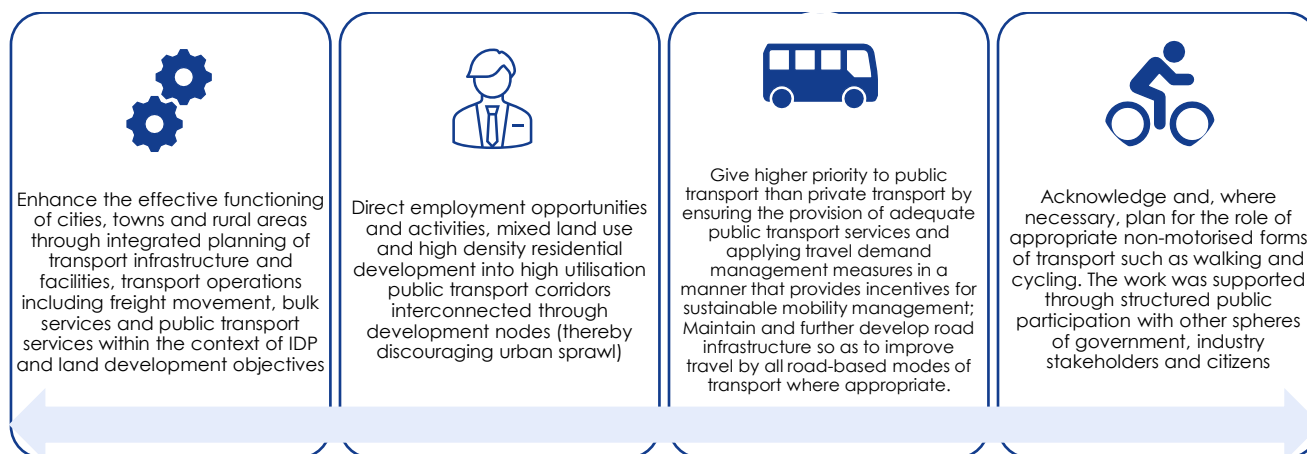 Enhance the effective functioning
of cities, towns and rural areas
through integrated planning of
transport infrastructure and
facilities, transport operations
including freight movement, bulk
services and public transport
services within the context of IDP
and land development objectives
Direct employment opportunities
and activities, mixed land use
and high density residential
development into high utilisation
public transport corridors
interconnected through
development nodes (thereby
discouraging urban sprawl)
Give higher priority to public
transport than private transport by
ensuring the provision of adequate
public transport services and
applying travel demand
management measures in a
manner that provides incentives for
sustainable mobility management;
Maintain and further develop road
infrastructure so as to improve
travel by all road-based modes of
transport where appropriate.
Acknowledge and, where
necessary, plan for the role of
appropriate non-motorised forms
of transport such as walking and
cycling. The work was supported
through structured public
participation with other spheres
of government, industry
stakeholders and citizens